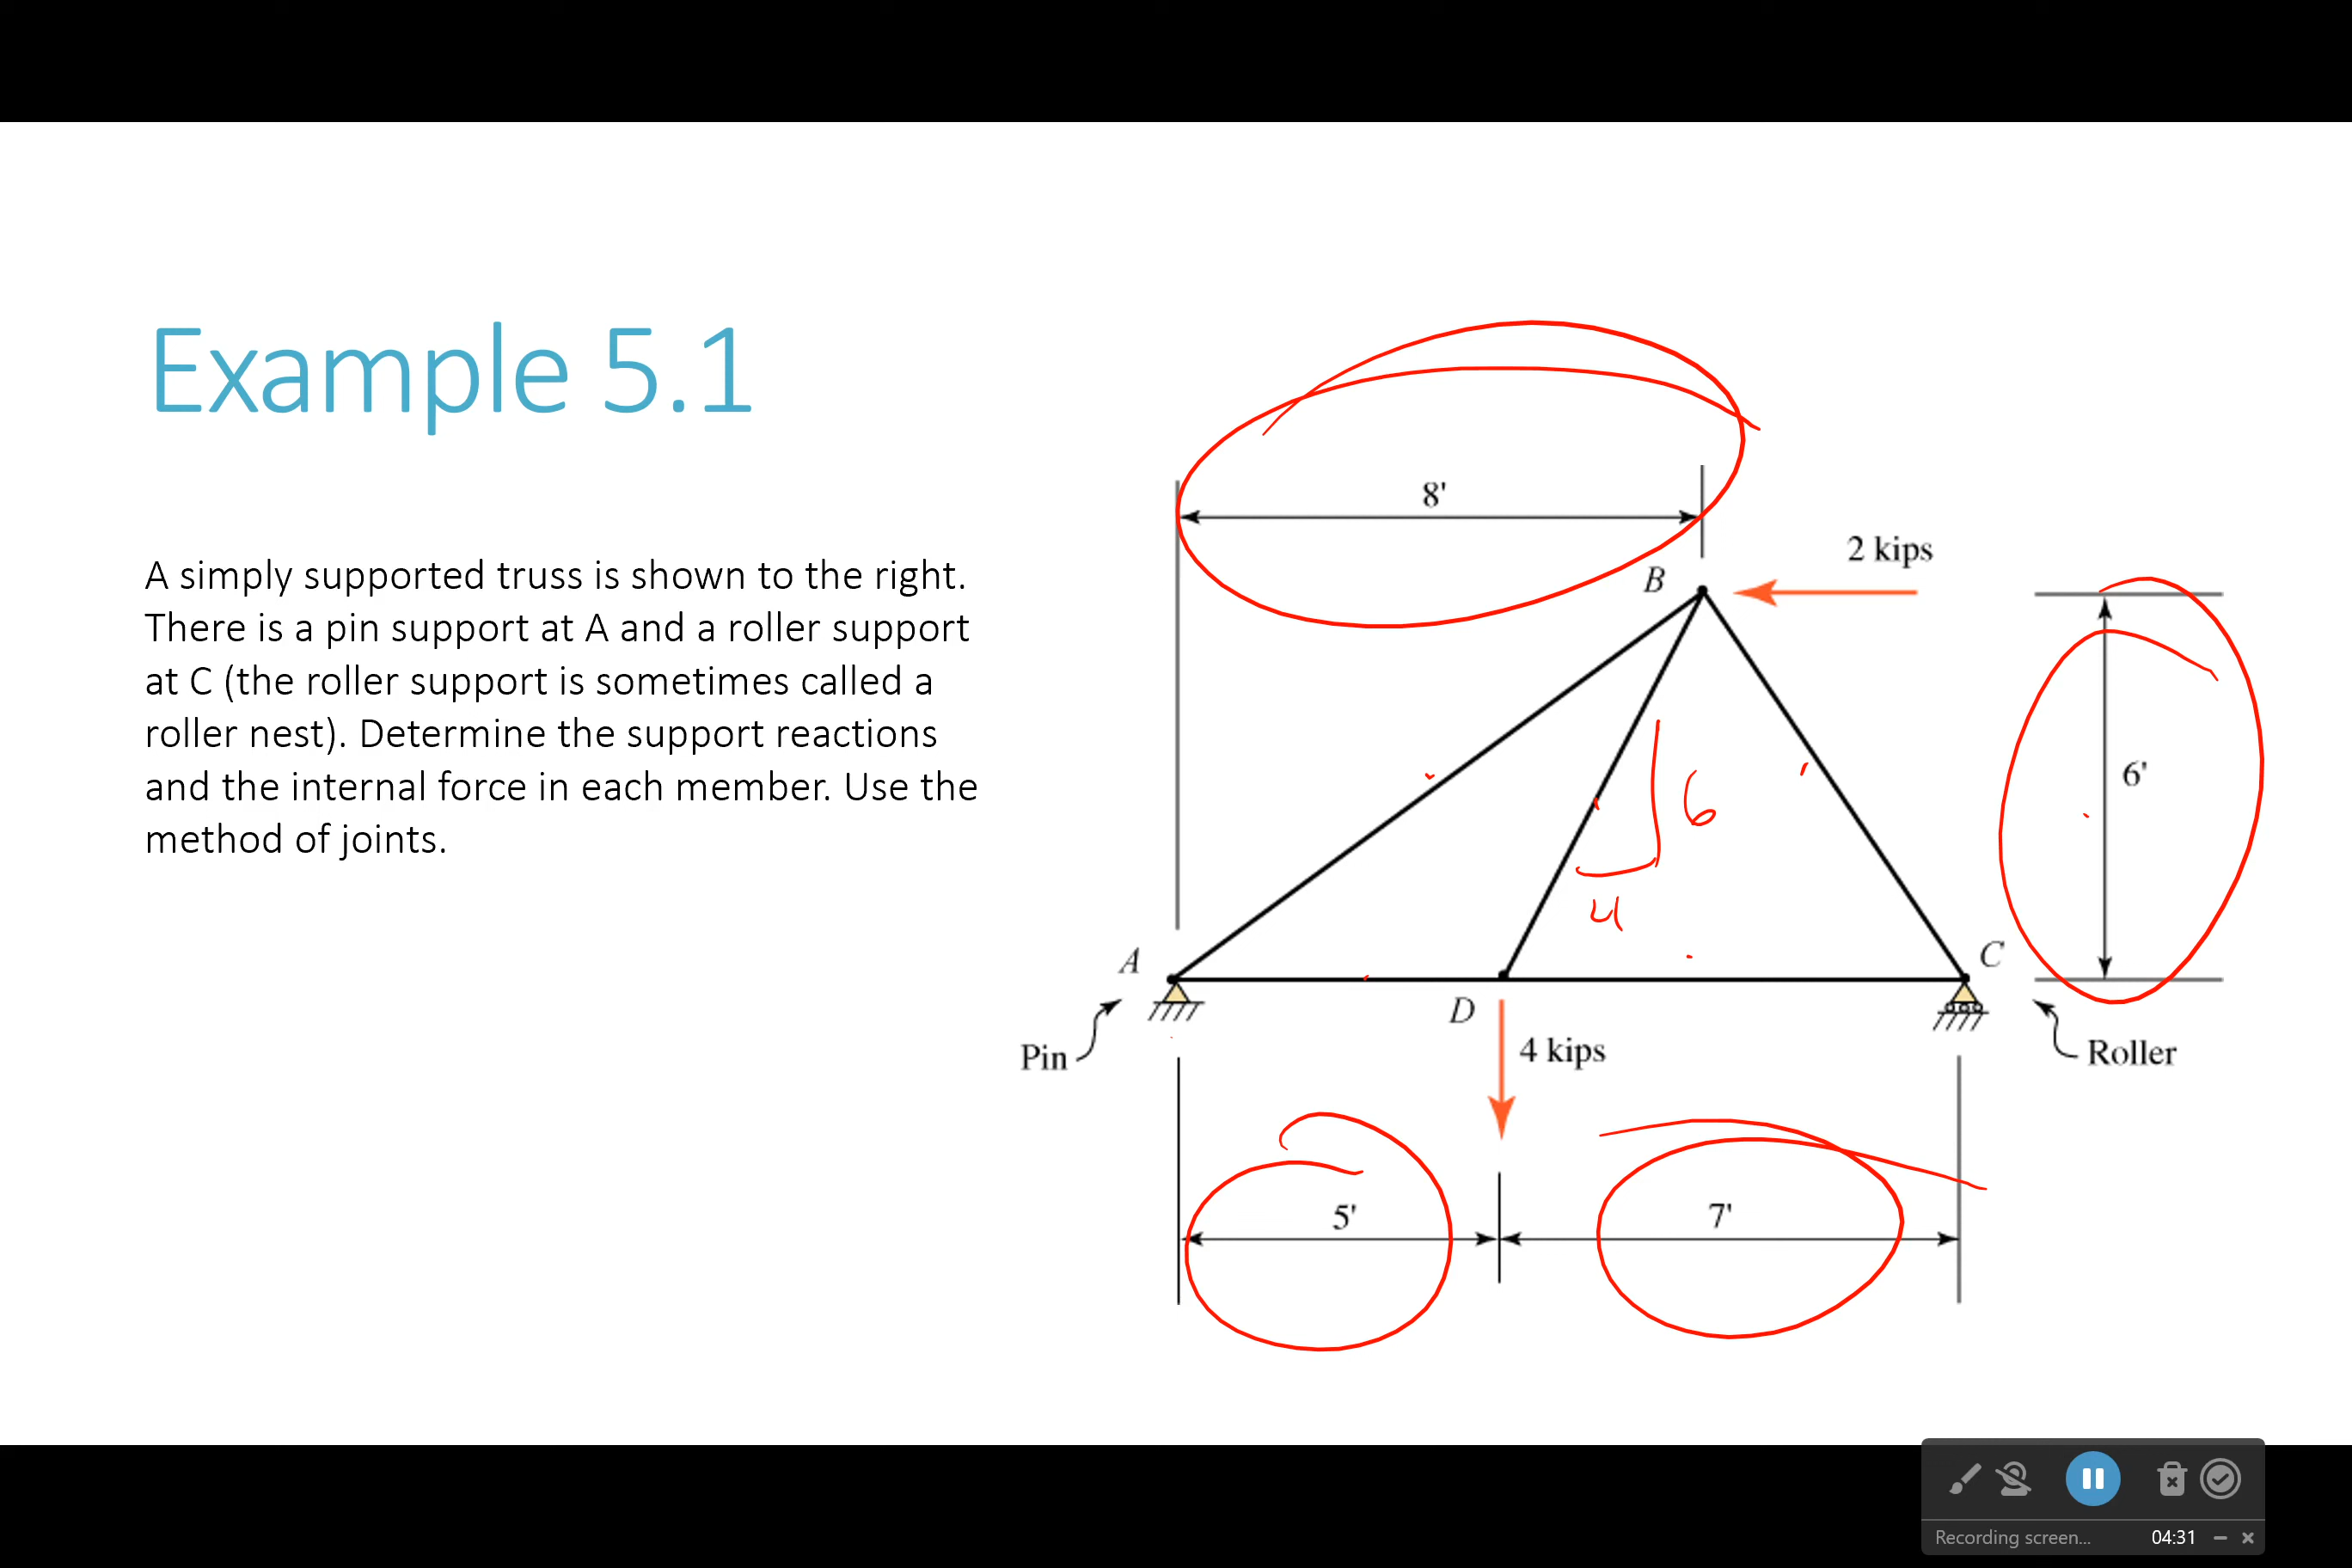 Example 5.1
A simply supported truss is shown to the right.
There is a pin support at A and a roller support
at C (the roller support is sometimes called a
roller nest). Determine the support reactions
and the internal force in each member. Use the
method of joints.
8'
2 kips
B
6'
6
4
A
C
D
Pin
4 kips
Roller
5'
7'
Recording screen...
04:31